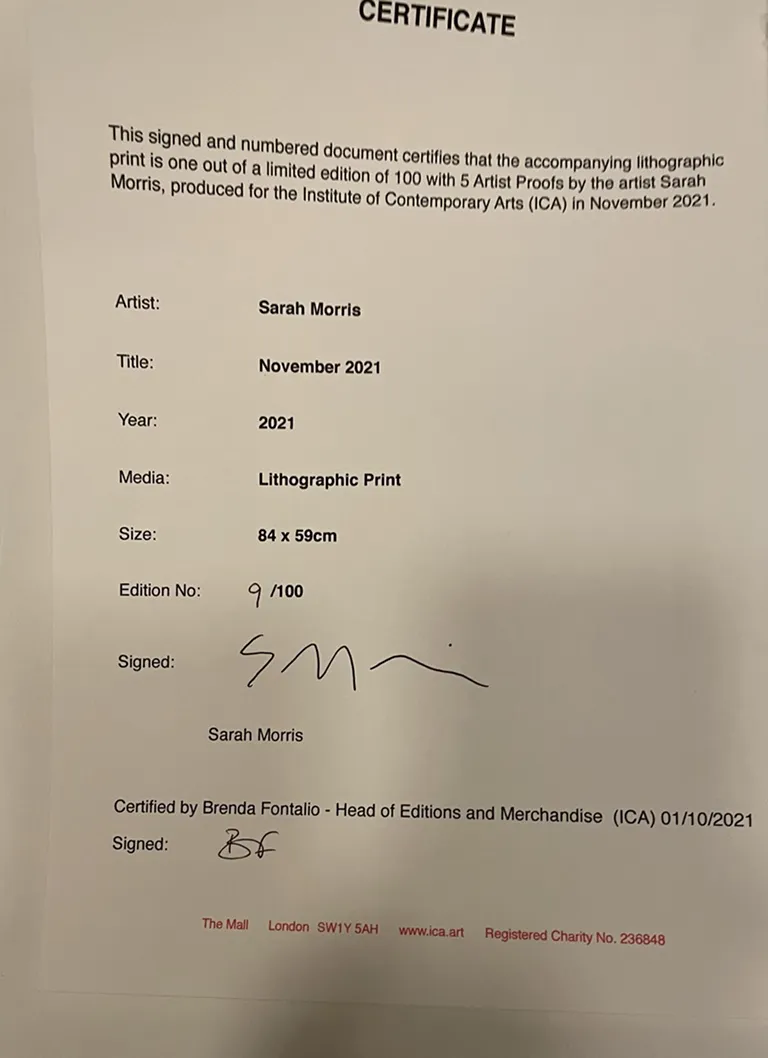 CERTIFICATE
This signed and numbered document certifies that the accompanying lithographic
print is one out of a limited edition of 100 with 5 Artist Proofs by the artist Sarah
Morris, produced for the Institute of Contemporary Arts (ICA) in November 2021.
Artist: Sarah Morris
Title: November 2021
Year: 2021
Media: Lithographic Print
Size: 84 x 59cm
Edition No: 9 /100
Signed:
Sarah Morris
Certified by Brenda Fontalio - Head of Editions and Merchandise (ICA) 01/10/2021
Signed: BF
The Mall London SW1Y 5AH www.ica.art Registered Charity No. 236848